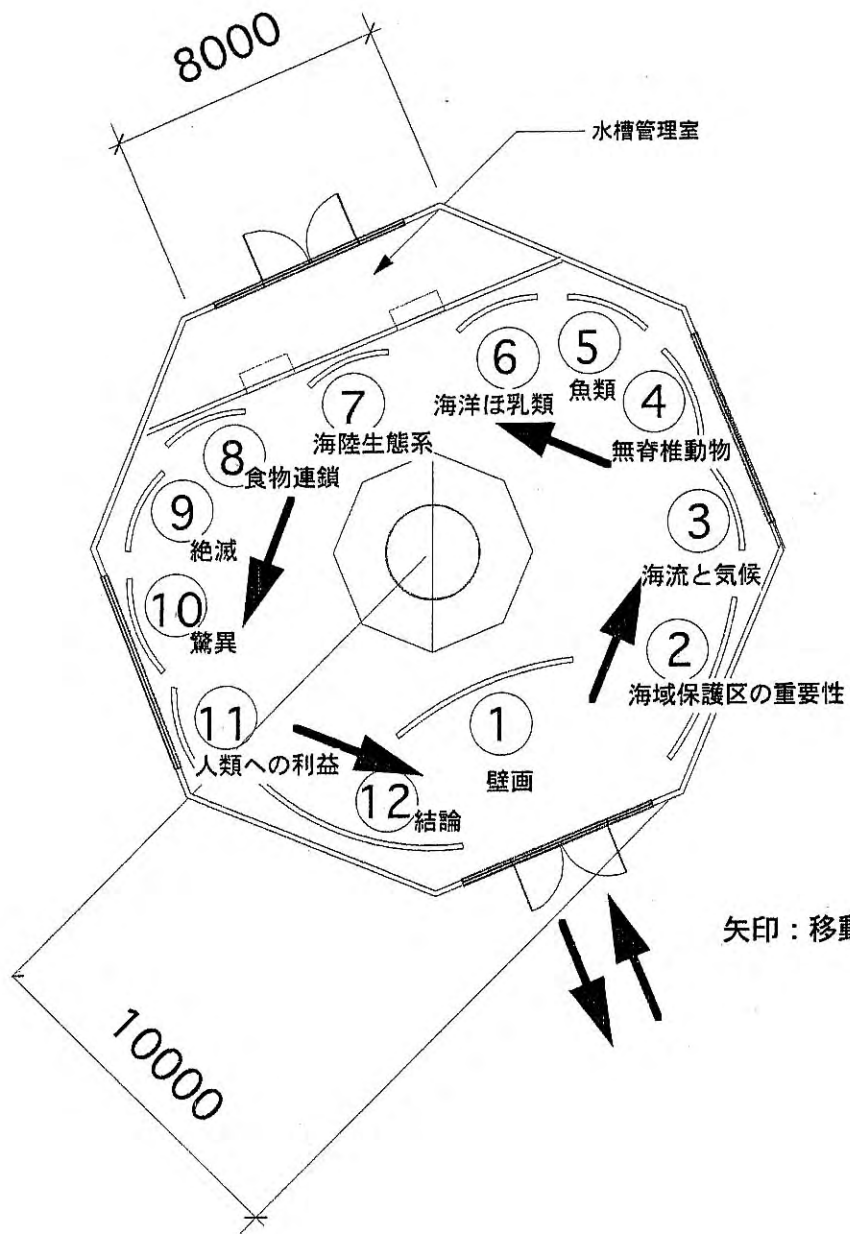 8000
水槽管理室
6
海洋ほ乳類
5
魚類
4
無脊椎動物
7
海陸生態系
8
食物連鎖
3
海流と気候
9
絶滅
10
驚異
2
海域保護区の重要性
11
人類への利益
1
壁画
12
結論
矢印：移動
10000